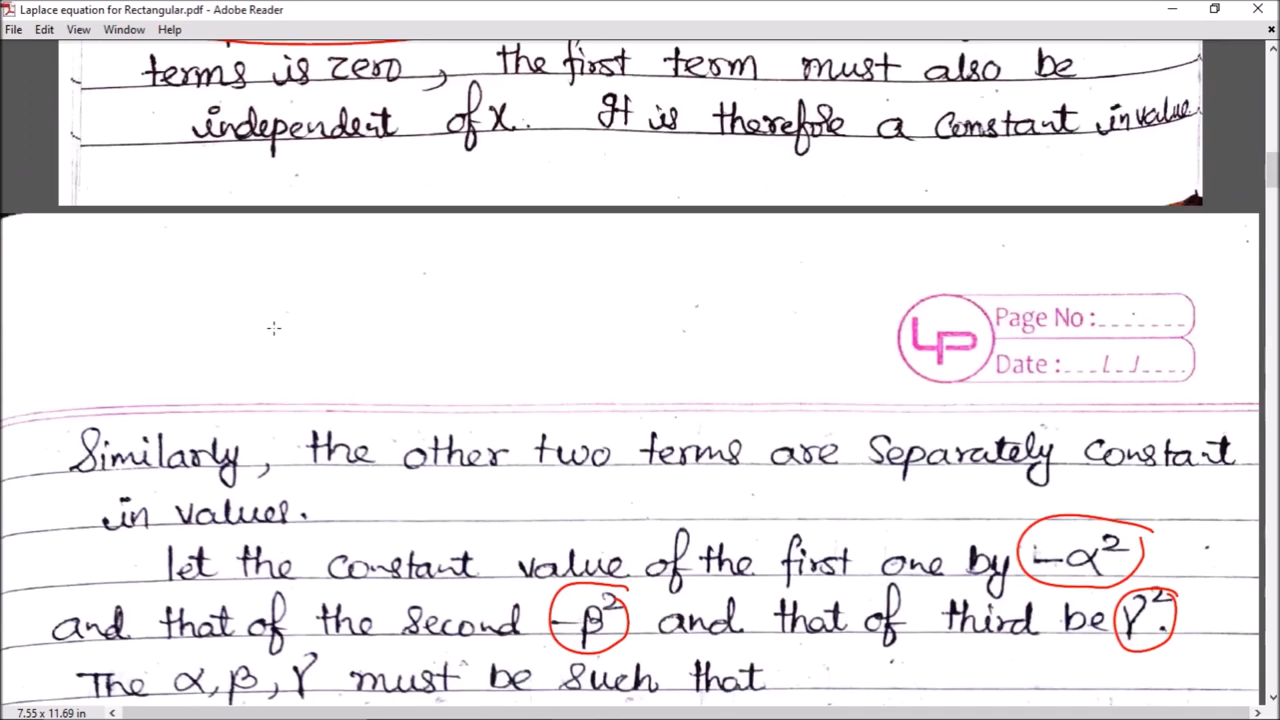 Laplace equation for Rectangular.pdf - Adobe Reader
File Edit View Window Help
terms is zero, the first term must also be
independent of x. It is therefore a constant in value
Page No :
Date :
Similarly, the other two terms are separately constant
in values.
let the constant value of the first one by -α²
and that of the second -β² and that of third be γ².
The α, β, γ must be such that
7.55 x 11.69 in